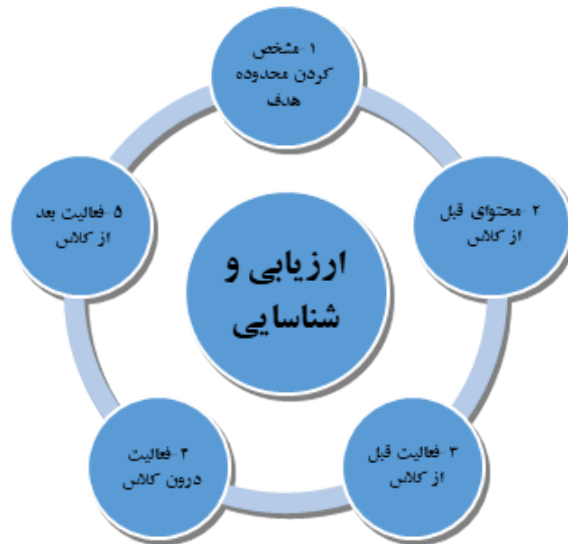 ۱-مشخص
کردن محدوده
هدف
۲-محتوای قبل
از کلاس
۳-فعالیت قبل
از کلاس
۴-فعالیت
درون کلاس
۵-فعالیت بعد
از کلاس
ارزیابی و
شناسایی